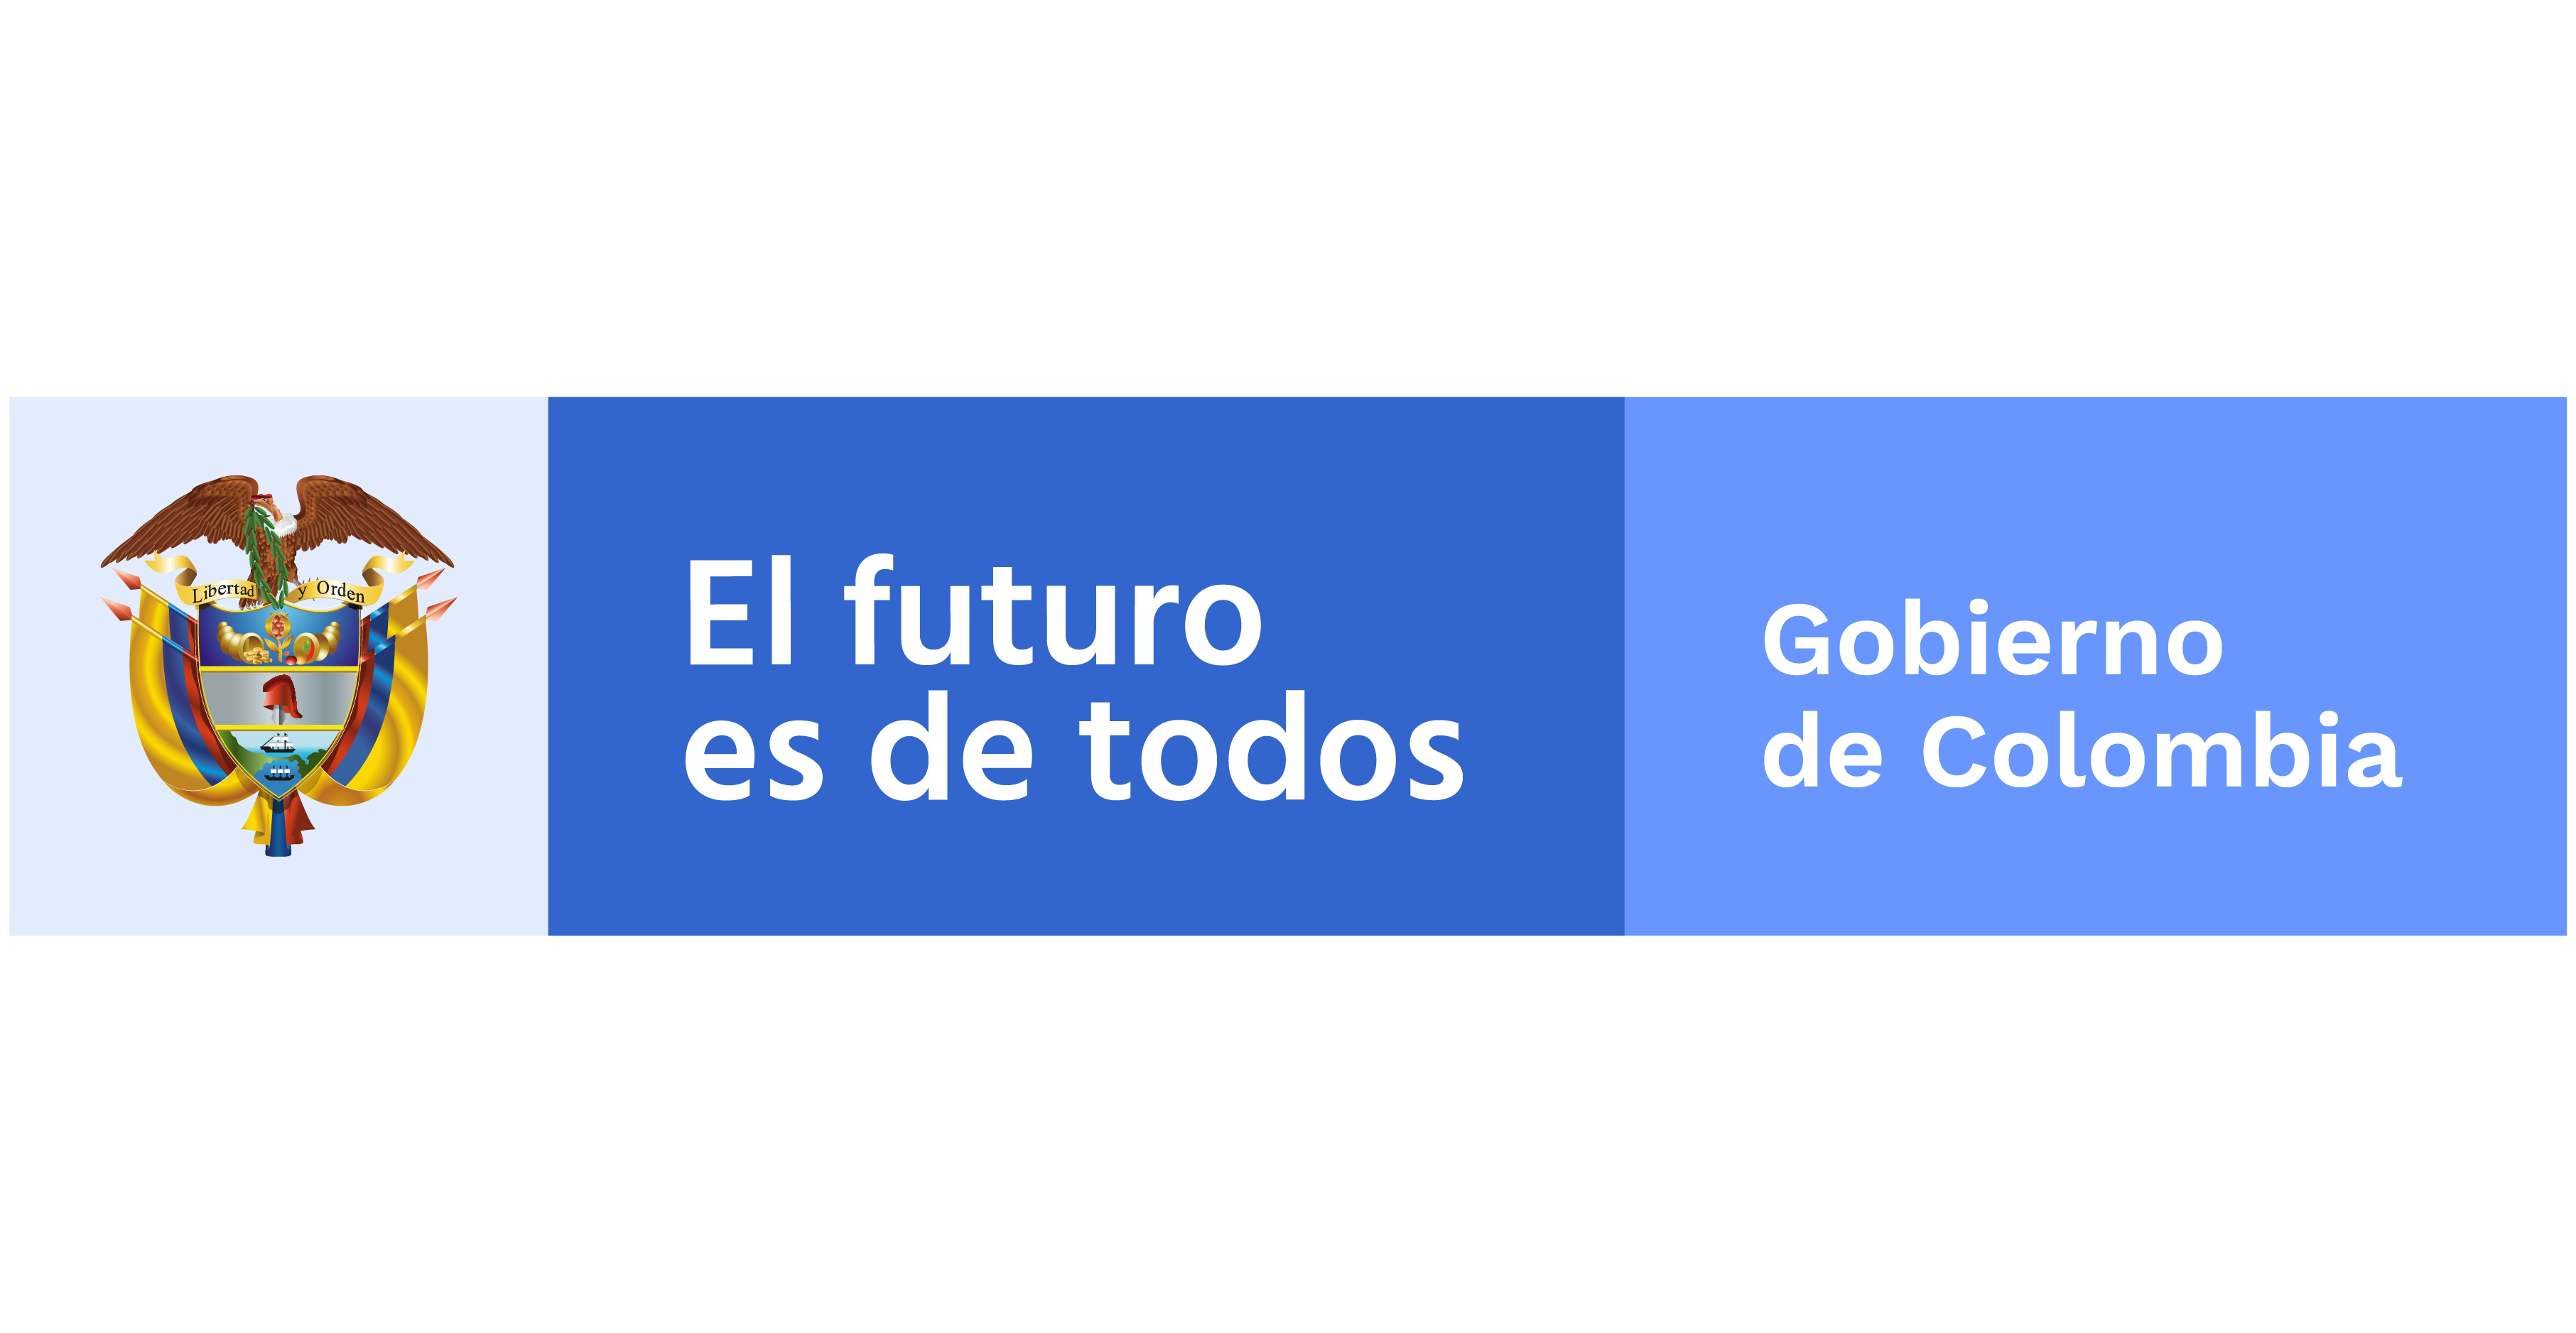 Libertad y Orden
El futuro
es de todos
Gobierno
de Colombia